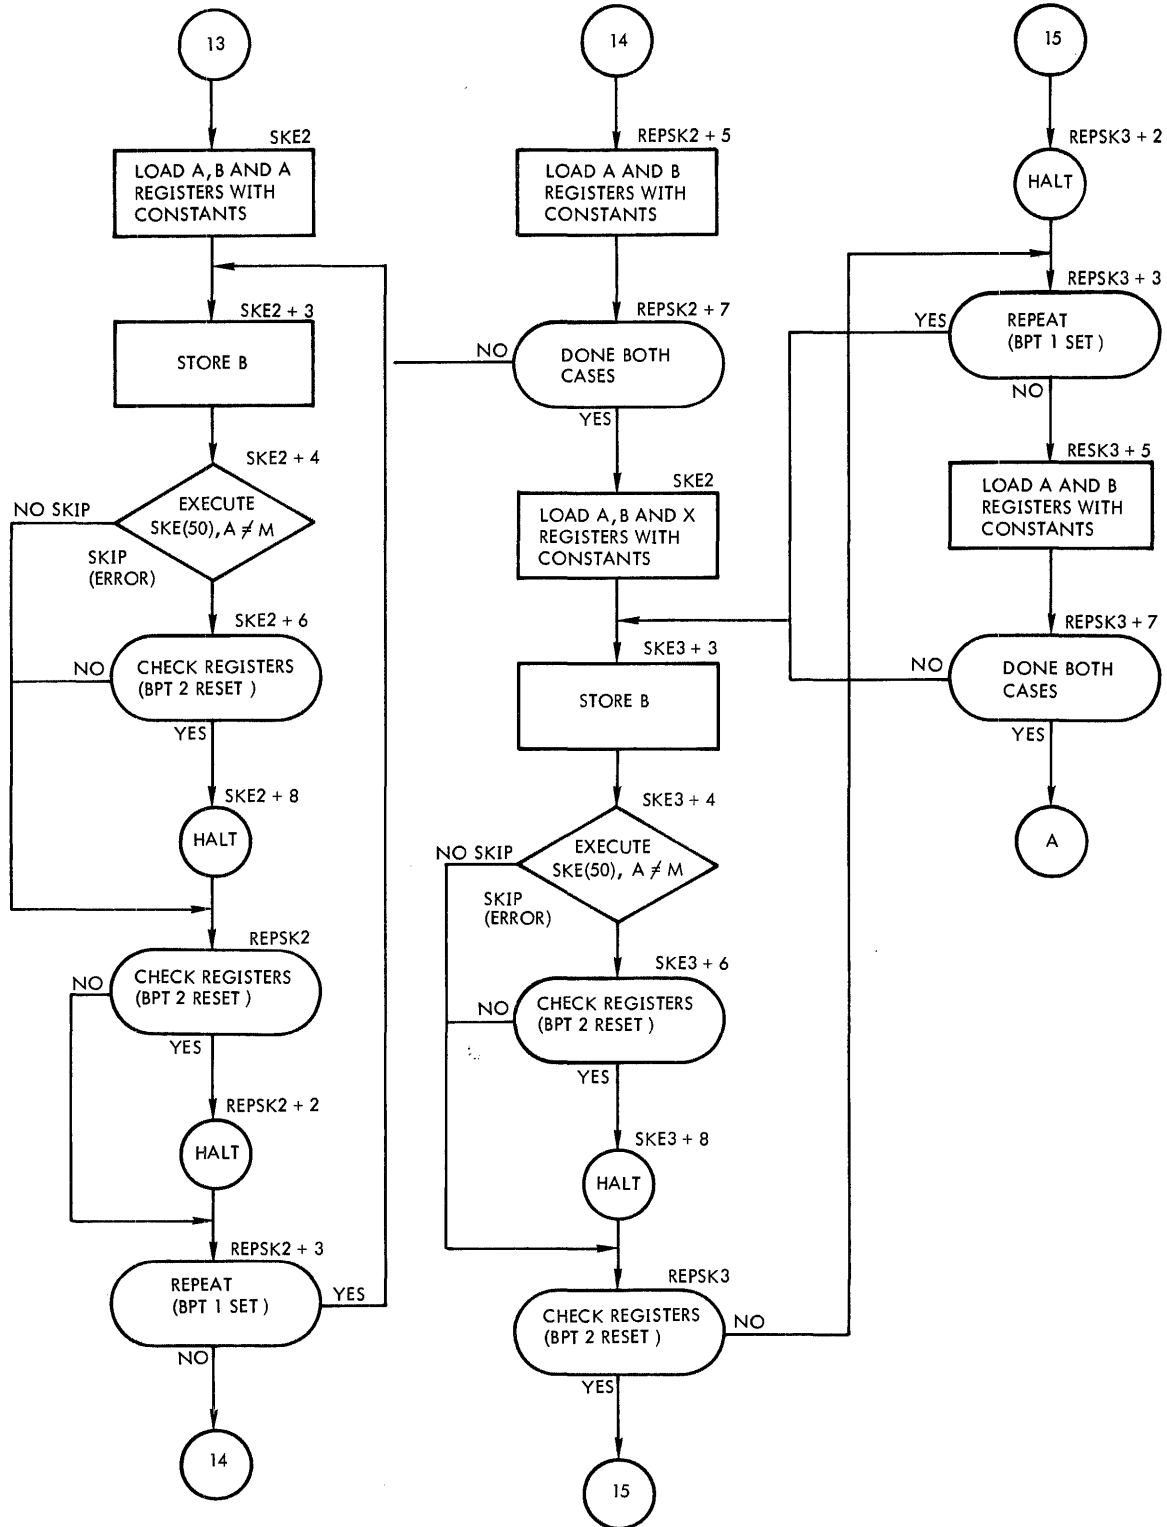 13
SKE2
LOAD A, B AND A
REGISTERS WITH
CONSTANTS
SKE2 + 3
STORE B
SKE2 + 4
EXECUTE
SKE(50), A ≠ M
NO SKIP
SKIP
(ERROR)
SKE2 + 6
CHECK REGISTERS
(BPT 2 RESET )
NO
YES
SKE2 + 8
HALT
REPSK2
CHECK REGISTERS
(BPT 2 RESET )
NO
YES
REPSK2 + 2
HALT
REPSK2 + 3
REPEAT
(BPT 1 SET )
YES
NO
14
14
REPSK2 + 5
LOAD A AND B
REGISTERS WITH
CONSTANTS
REPSK2 + 7
NO
DONE BOTH
CASES
YES
SKE2
LOAD A, B AND X
REGISTERS WITH
CONSTANTS
SKE3 + 3
STORE B
SKE3 + 4
EXECUTE
SKE(50), A ≠ M
NO SKIP
SKIP
(ERROR)
SKE3 + 6
CHECK REGISTERS
(BPT 2 RESET )
NO
YES
SKE3 + 8
HALT
REPSK3
CHECK REGISTERS
(BPT 2 RESET )
NO
YES
15
15
REPSK3 + 2
HALT
REPSK3 + 3
YES
REPEAT
(BPT 1 SET )
NO
RESK3 + 5
LOAD A AND B
REGISTERS WITH
CONSTANTS
REPSK3 + 7
NO
DONE BOTH
CASES
YES
A